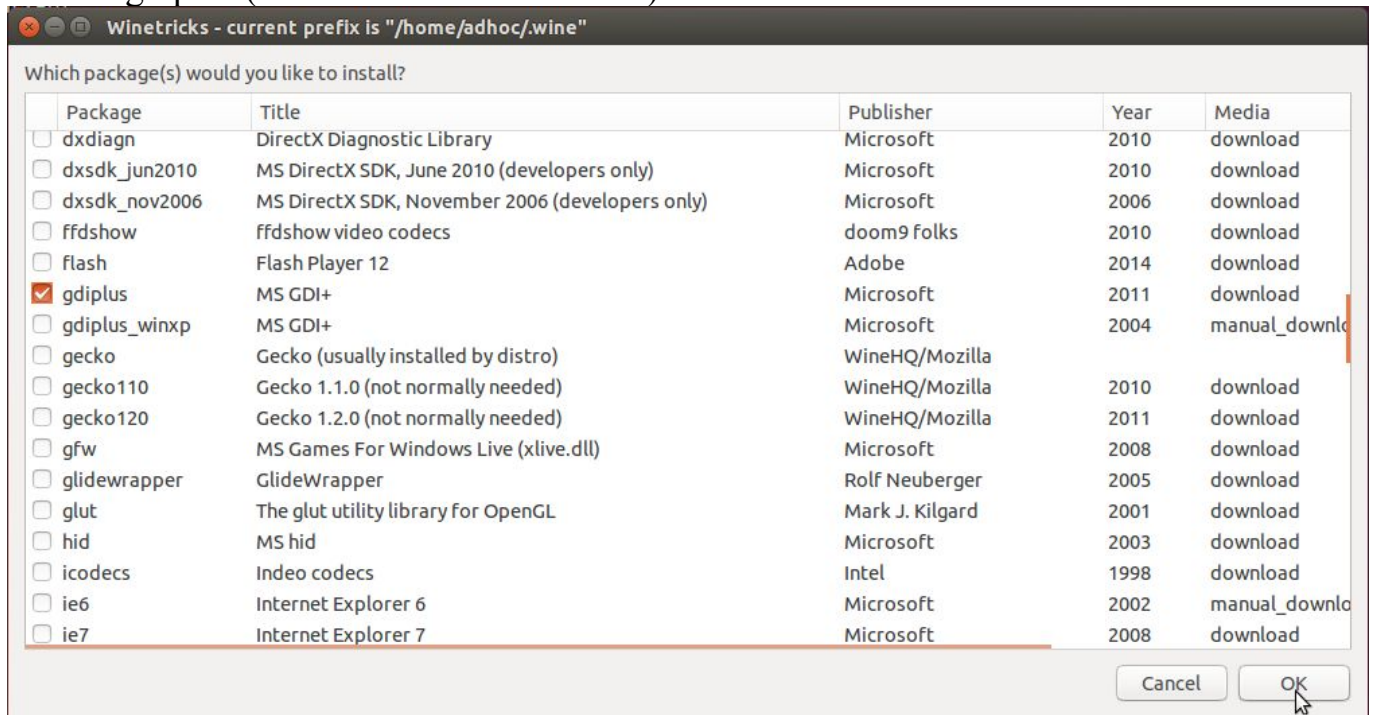 Winetricks - current prefix is "/home/adhoc/.wine"
Which package(s) would you like to install?
Package Title Publisher Year Media
dxdiagn DirectX Diagnostic Library Microsoft 2010 download
dxsdk_jun2010 MS DirectX SDK, June 2010 (developers only) Microsoft 2010 download
dxsdk_nov2006 MS DirectX SDK, November 2006 (developers only) Microsoft 2006 download
ffdshow ffdshow video codecs doom9 folks 2010 download
flash Flash Player 12 Adobe 2014 download
gdiplus MS GDI+ Microsoft 2011 download
gdiplus_winxp MS GDI+ Microsoft 2004 manual_downlo
gecko Gecko (usually installed by distro) WineHQ/Mozilla
gecko110 Gecko 1.1.0 (not normally needed) WineHQ/Mozilla 2010 download
gecko120 Gecko 1.2.0 (not normally needed) WineHQ/Mozilla 2011 download
gfw MS Games For Windows Live (xlive.dll) Microsoft 2008 download
glidewrapper GlideWrapper Rolf Neuberger 2005 download
glut The glut utility library for OpenGL Mark J. Kilgard 2001 download
hid MS hid Microsoft 2003 download
icodecs Indeo codecs Intel 1998 download
ie6 Internet Explorer 6 Microsoft 2002 manual_downlo
ie7 Internet Explorer 7 Microsoft 2008 download
Cancel OK